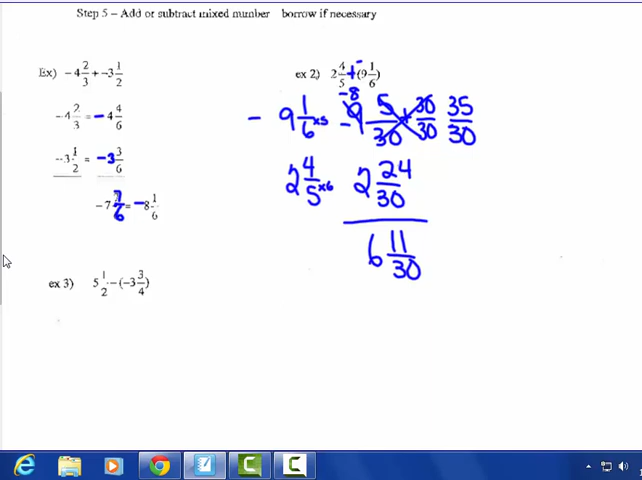 Step 5 – Add or subtract mixed number   borrow if necessary
Ex) −4 2/3 + −3 1/2
−4 2/3 = −4 4/6
−3 1/2 = −3 3/6
−7 7/6 = −8 1/6
ex 2) 2 4/5 + −(9 1/6)
−8
− 9 1/6 ×5   −9 5/30 + 30/30   35/30
2 4/5 ×6   2 24/30
6 11/30
ex 3) 5 1/2 − (−3 3/4)